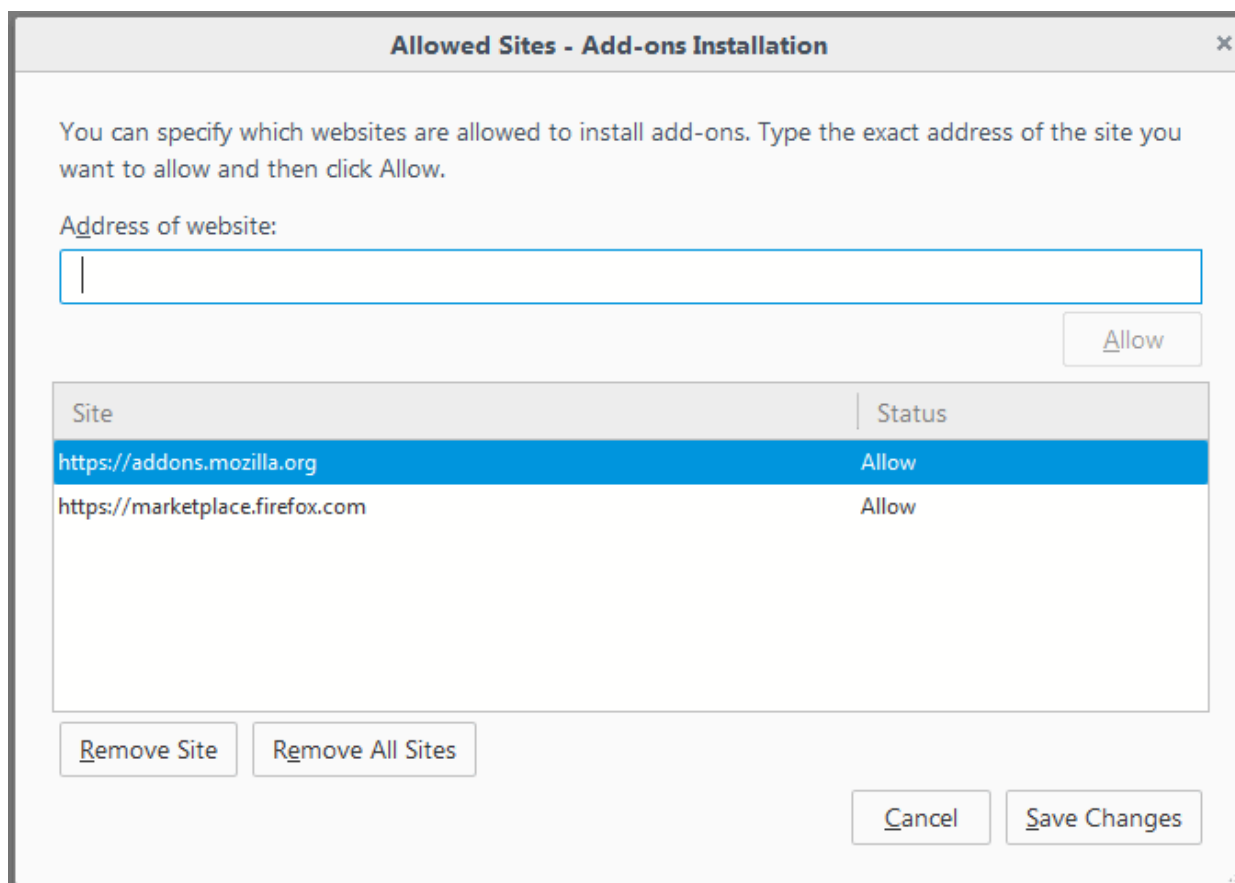 Allowed Sites - Add-ons Installation
You can specify which websites are allowed to install add-ons. Type the exact address of the site you
want to allow and then click Allow.
Address of website:
Allow
Site Status
https://addons.mozilla.org Allow
https://marketplace.firefox.com Allow
Remove Site Remove All Sites
Cancel Save Changes